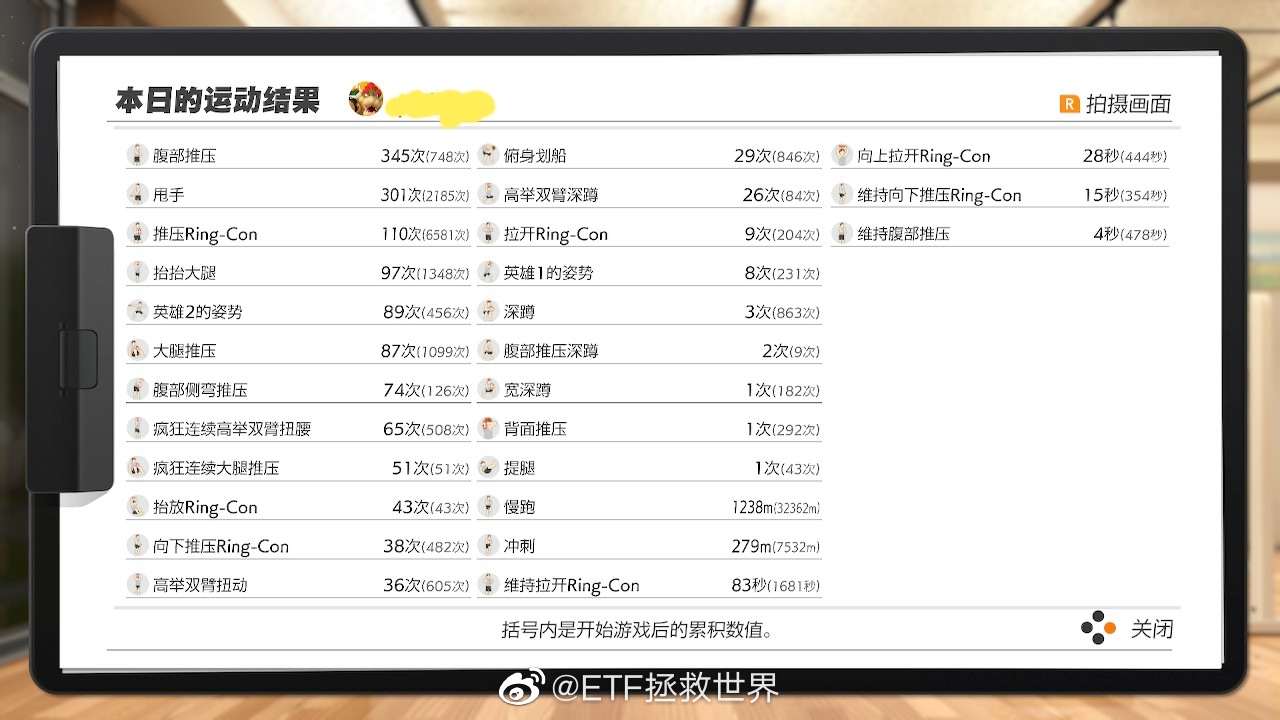 本日的运动结果
R 拍摄画面
腹部推压 345次(748次)
甩手 301次(2185次)
推压Ring-Con 110次(6581次)
抬抬大腿 97次(1348次)
英雄2的姿势 89次(456次)
大腿推压 87次(1099次)
腹部侧弯推压 74次(126次)
疯狂连续高举双臂扭腰 65次(508次)
疯狂连续大腿推压 51次(51次)
抬放Ring-Con 43次(43次)
向下推压Ring-Con 38次(482次)
高举双臂扭动 36次(605次)
俯身划船 29次(846次)
高举双臂深蹲 26次(84次)
拉开Ring-Con 9次(204次)
英雄1的姿势 8次(231次)
深蹲 3次(863次)
腹部推压深蹲 2次(9次)
宽深蹲 1次(182次)
背面推压 1次(292次)
提腿 1次(43次)
慢跑 1238m(32362m)
冲刺 279m(7532m)
维持拉开Ring-Con 83秒(1681秒)
向上拉开Ring-Con 28秒(444秒)
维持向下推压Ring-Con 15秒(354秒)
维持腹部推压 4秒(478秒)
括号内是开始游戏后的累积数值。
关闭
@ETF拯救世界